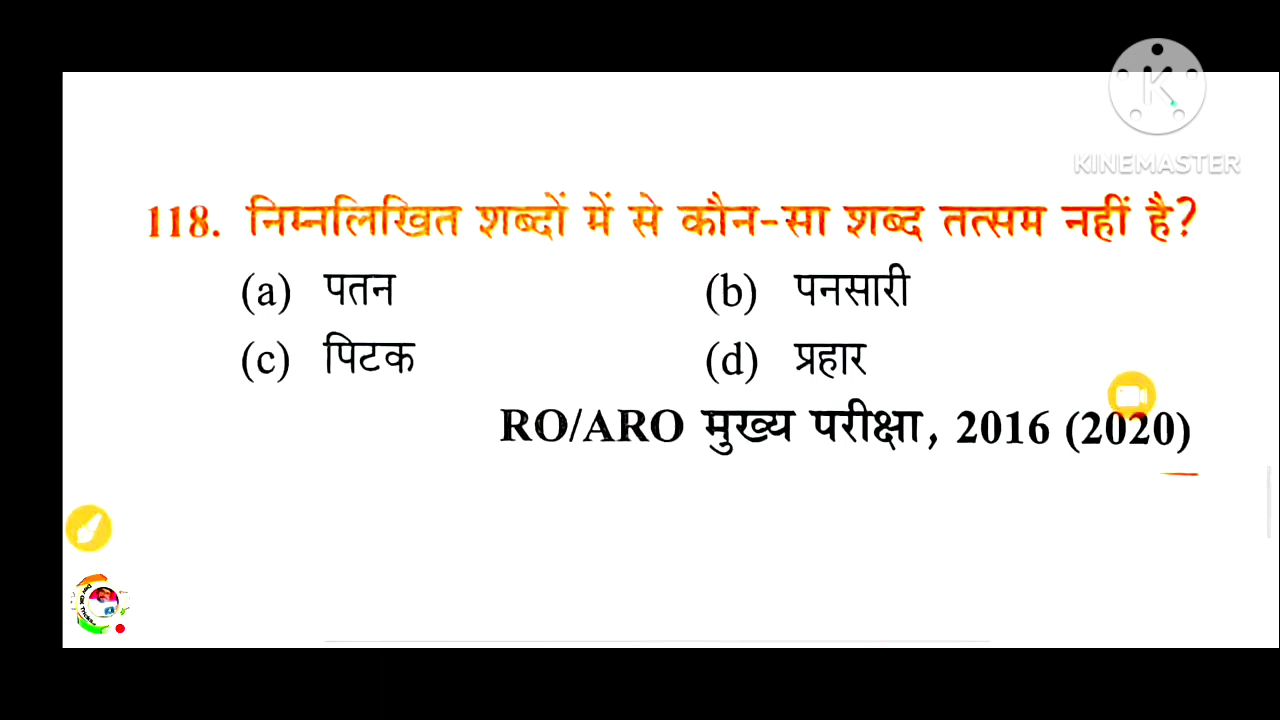 KINEMASTER
118. निम्नलिखित शब्दों में से कौन-सा शब्द तत्सम नहीं है?
(a) पतन (b) पनसारी
(c) पिटक (d) प्रहार
RO/ARO मुख्य परीक्षा, 2016 (2020)